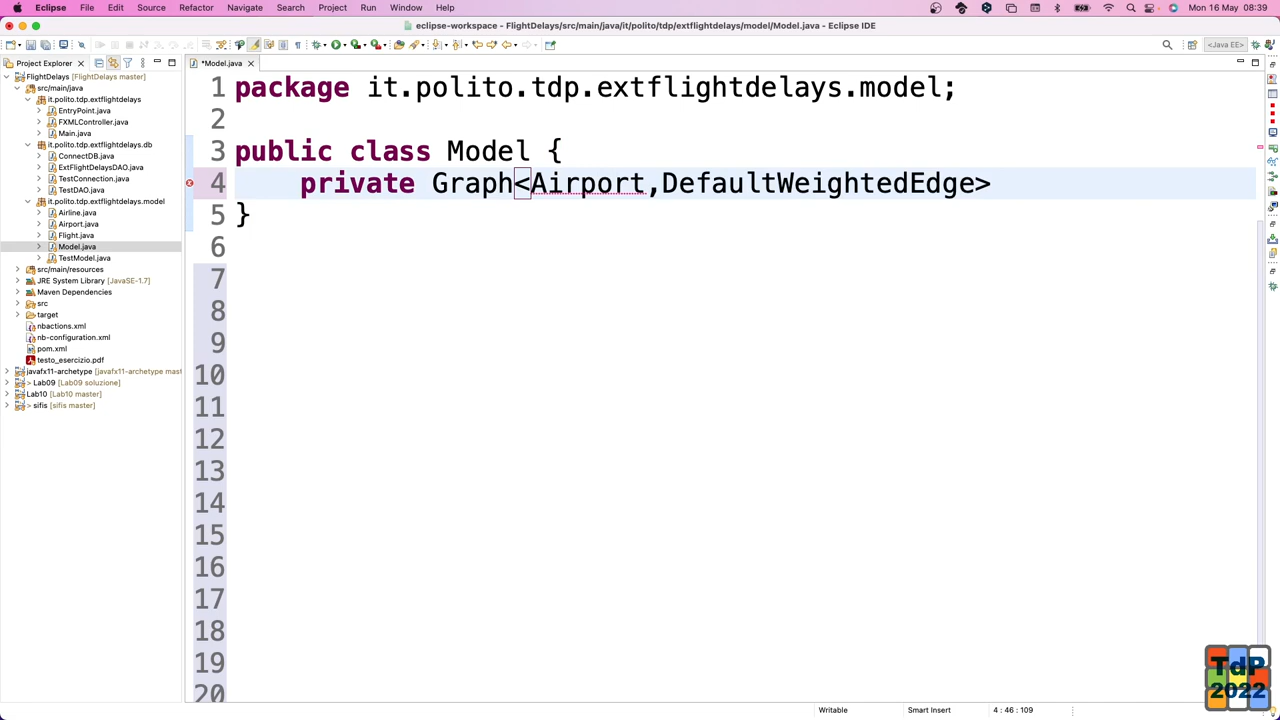 Eclipse File Edit Source Refactor Navigate Search Project Run Window Help Mon 16 May 08:39
eclipse-workspace - FlightDelays/src/main/java/it/polito/tdp/extflightdelays/model/Model.java - Eclipse IDE
<Java EE>
Project Explorer
*Model.java
FlightDelays [FlightDelays master]
src/main/java
it.polito.tdp.extflightdelays
EntryPoint.java
FXMLController.java
Main.java
it.polito.tdp.extflightdelays.db
ConnectDB.java
ExtFlightDelaysDAO.java
TestConnection.java
TestDAO.java
it.polito.tdp.extflightdelays.model
Airline.java
Airport.java
Flight.java
Model.java
TestModel.java
src/main/resources
JRE System Library [JavaSE-1.7]
Maven Dependencies
src
target
nbactions.xml
nb-configuration.xml
pom.xml
testo_esercizio.pdf
javafx11-archetype [javafx11-archetype mast
> Lab09 [Lab09 soluzione]
Lab10 [Lab10 master]
> sifis [sifis master]
1 package it.polito.tdp.extflightdelays.model;
2
3 public class Model {
4 private Graph<Airport,DefaultWeightedEdge>
5 }
6
7
8
9
10
11
12
13
14
15
16
17
18
19
20
Writable Smart Insert 4 : 46 : 109
TdP
2022